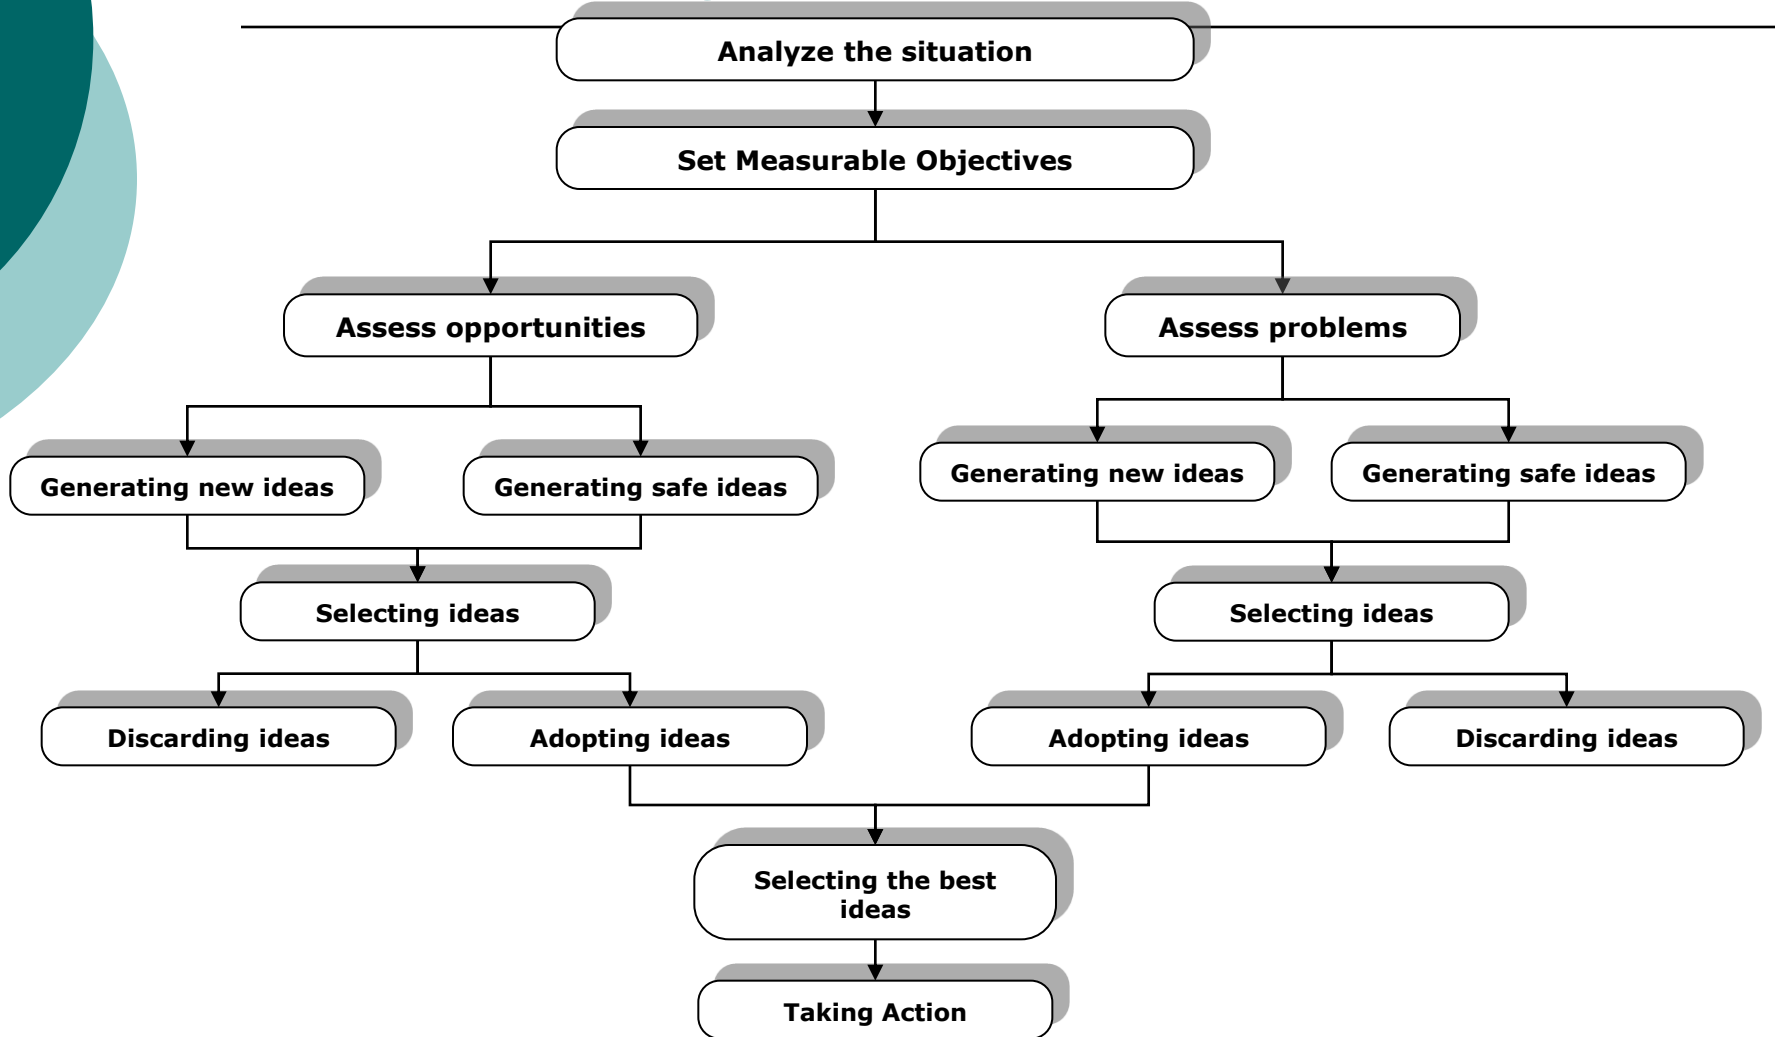 Analyze the situation
Set Measurable Objectives
Assess opportunities
Assess problems
Generating new ideas
Generating safe ideas
Generating new ideas
Generating safe ideas
Selecting ideas
Selecting ideas
Discarding ideas
Adopting ideas
Adopting ideas
Discarding ideas
Selecting the best
ideas
Taking Action